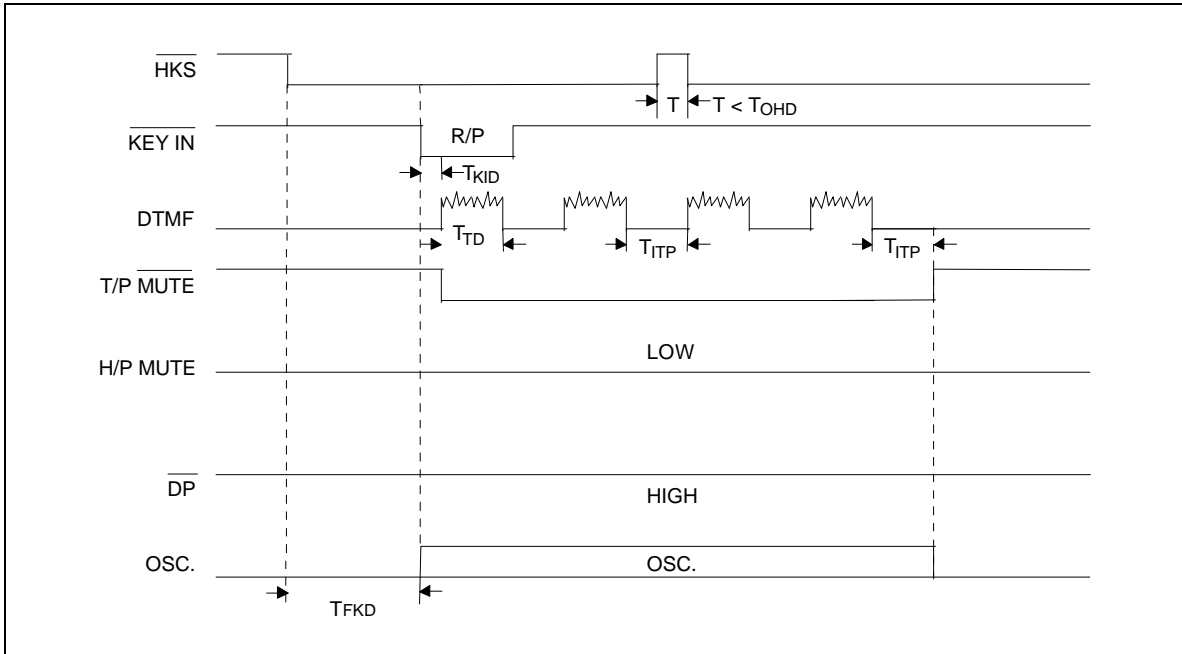 HKS
T
T < TOHD
KEY IN
R/P
TKID
DTMF
TTD
TITP
TITP
T/P MUTE
LOW
H/P MUTE
DP
HIGH
OSC.
OSC.
TFKD